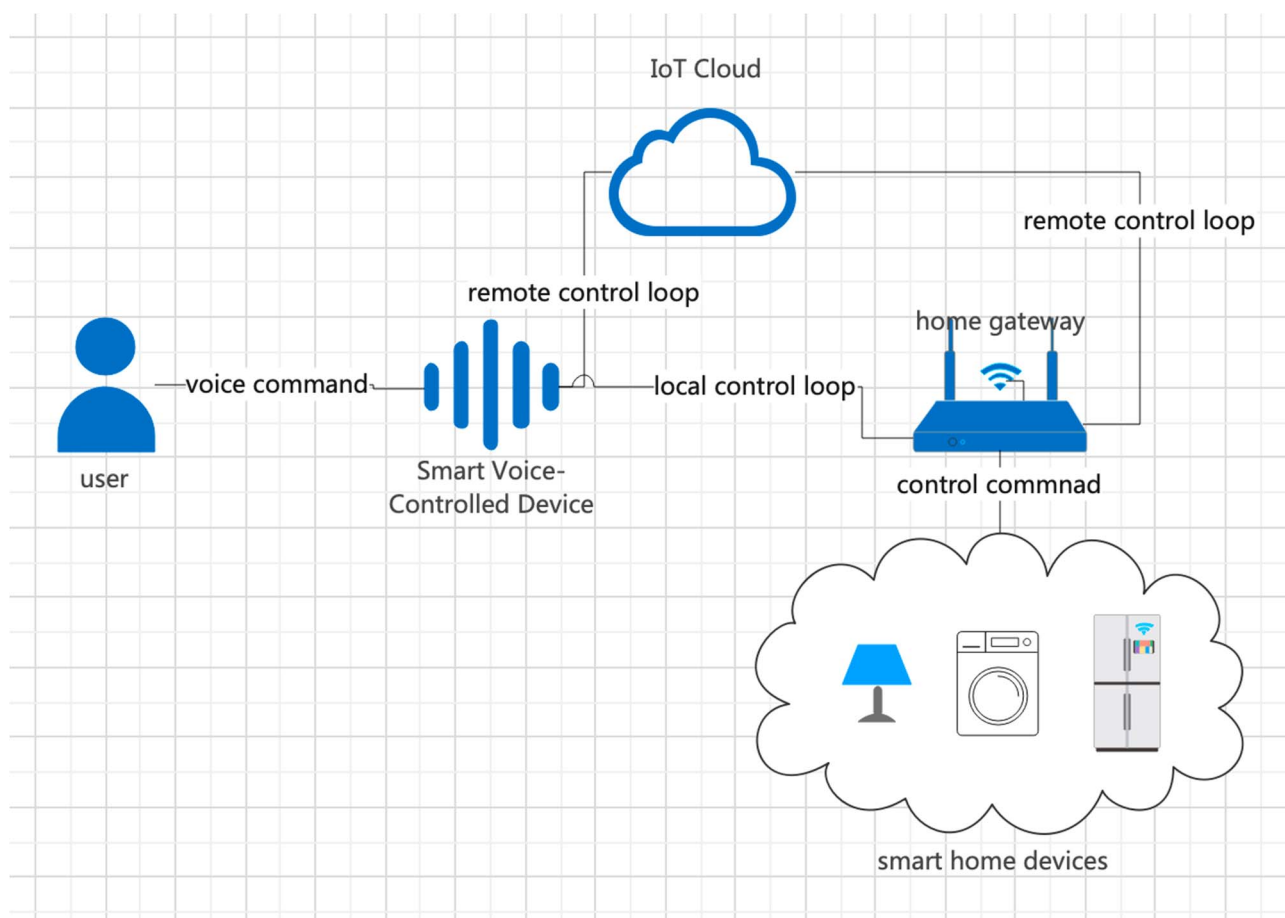 IoT Cloud
remote control loop
remote control loop
home gateway
voice command
local control loop
user
Smart Voice-
Controlled Device
control commnad
smart home devices